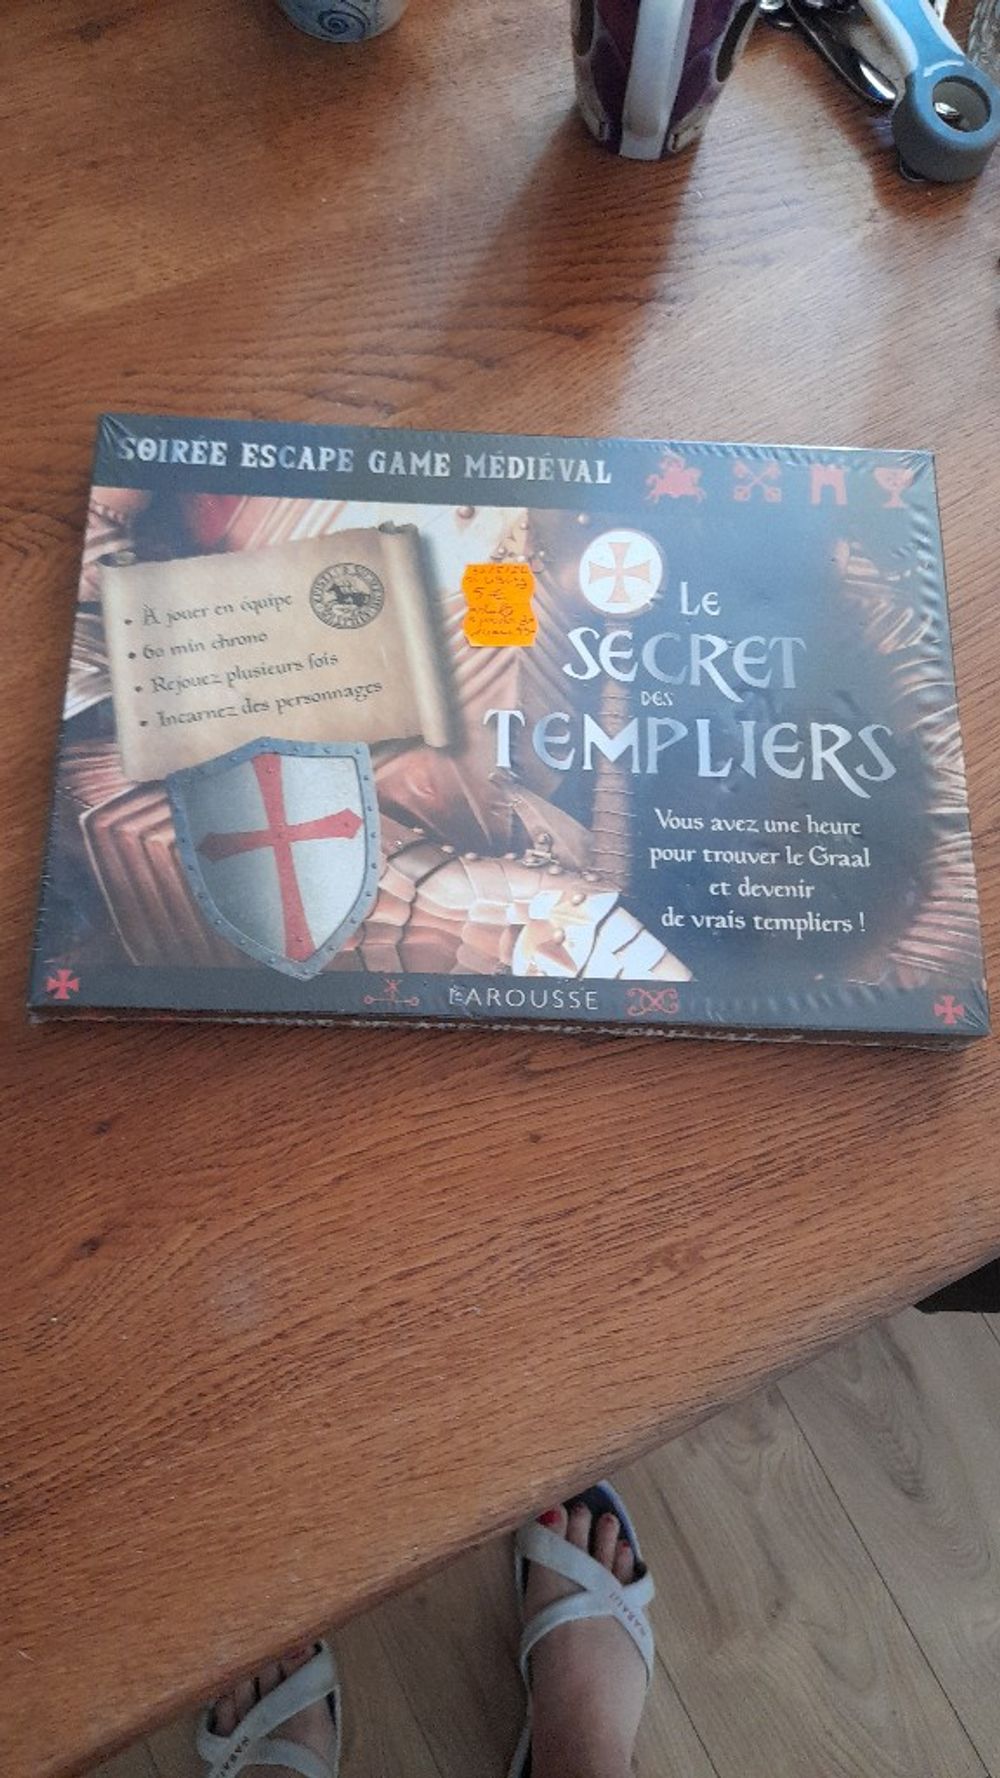 SOIRÉE ESCAPE GAME MÉDIÉVAL
• À jouer en équipe
• 60 min chrono
• Rejouez plusieurs fois
• Incarnez des personnages
5 €
LE
SECRET
DES
TEMPLIERS
Vous avez une heure
pour trouver le Graal
et devenir
de vrais templiers !
LAROUSSE